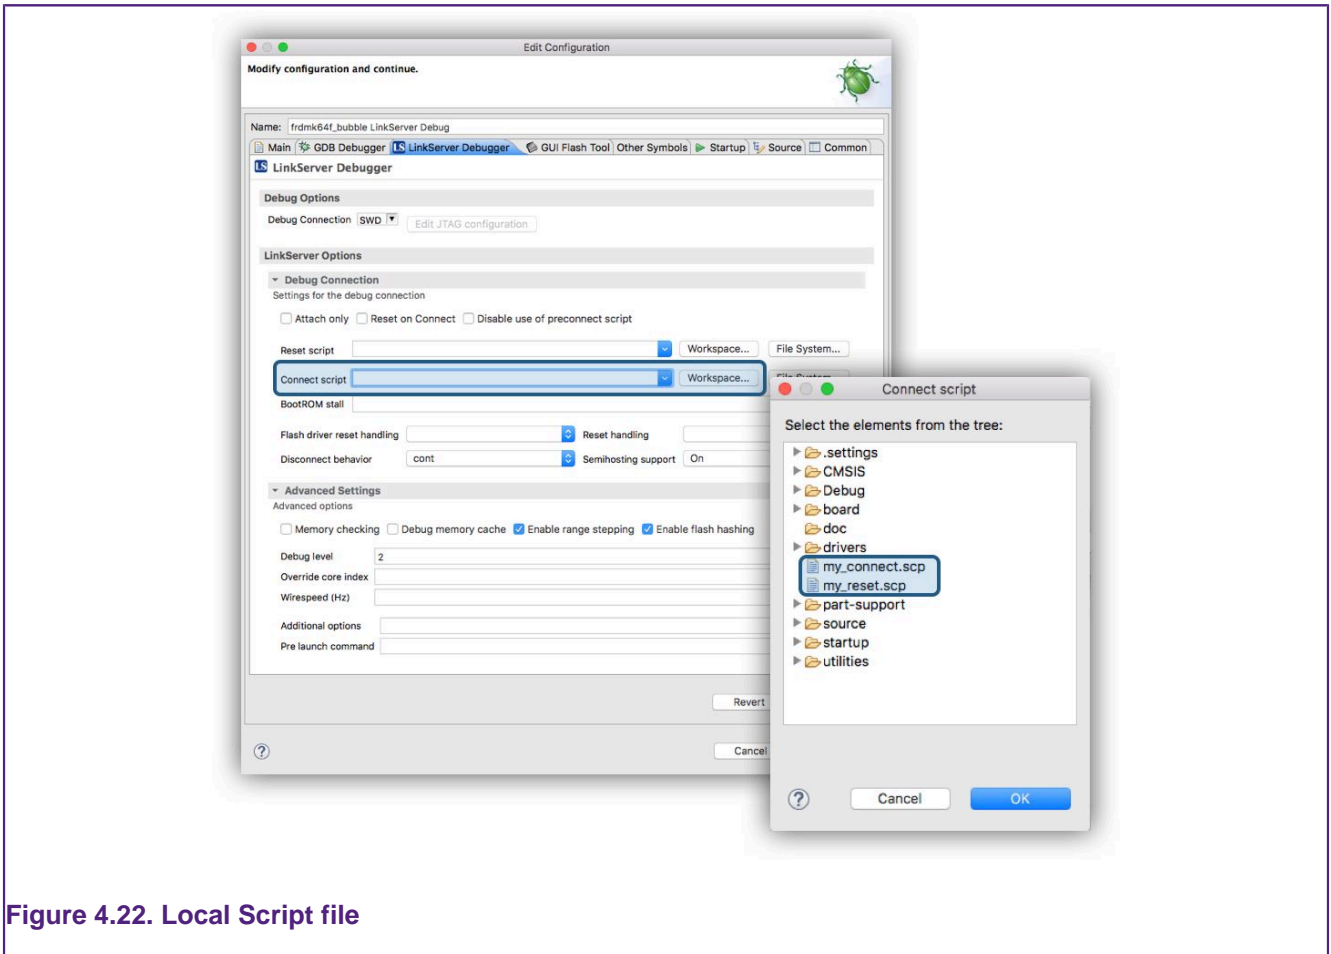 Edit Configuration
Modify configuration and continue.
Name: frdmk64f_bubble LinkServer Debug
Main GDB Debugger LS LinkServer Debugger GUI Flash Tool Other Symbols Startup Source Common
LS LinkServer Debugger
Debug Options
Debug Connection SWD Edit JTAG configuration
LinkServer Options
Debug Connection
Settings for the debug connection
Attach only Reset on Connect Disable use of preconnect script
Reset script Workspace... File System...
Connect script Workspace... File System...
BootROM stall
Flash driver reset handling Reset handling
Disconnect behavior cont Semihosting support On
Advanced Settings
Advanced options
Memory checking Debug memory cache Enable range stepping Enable flash hashing
Debug level 2
Override core index
Wirespeed (Hz)
Additional options
Pre launch command
Revert
? Cancel
Connect script
Select the elements from the tree:
.settings
CMSIS
Debug
board
doc
drivers
my_connect.scp
my_reset.scp
part-support
source
startup
utilities
? Cancel OK
Figure 4.22. Local Script file